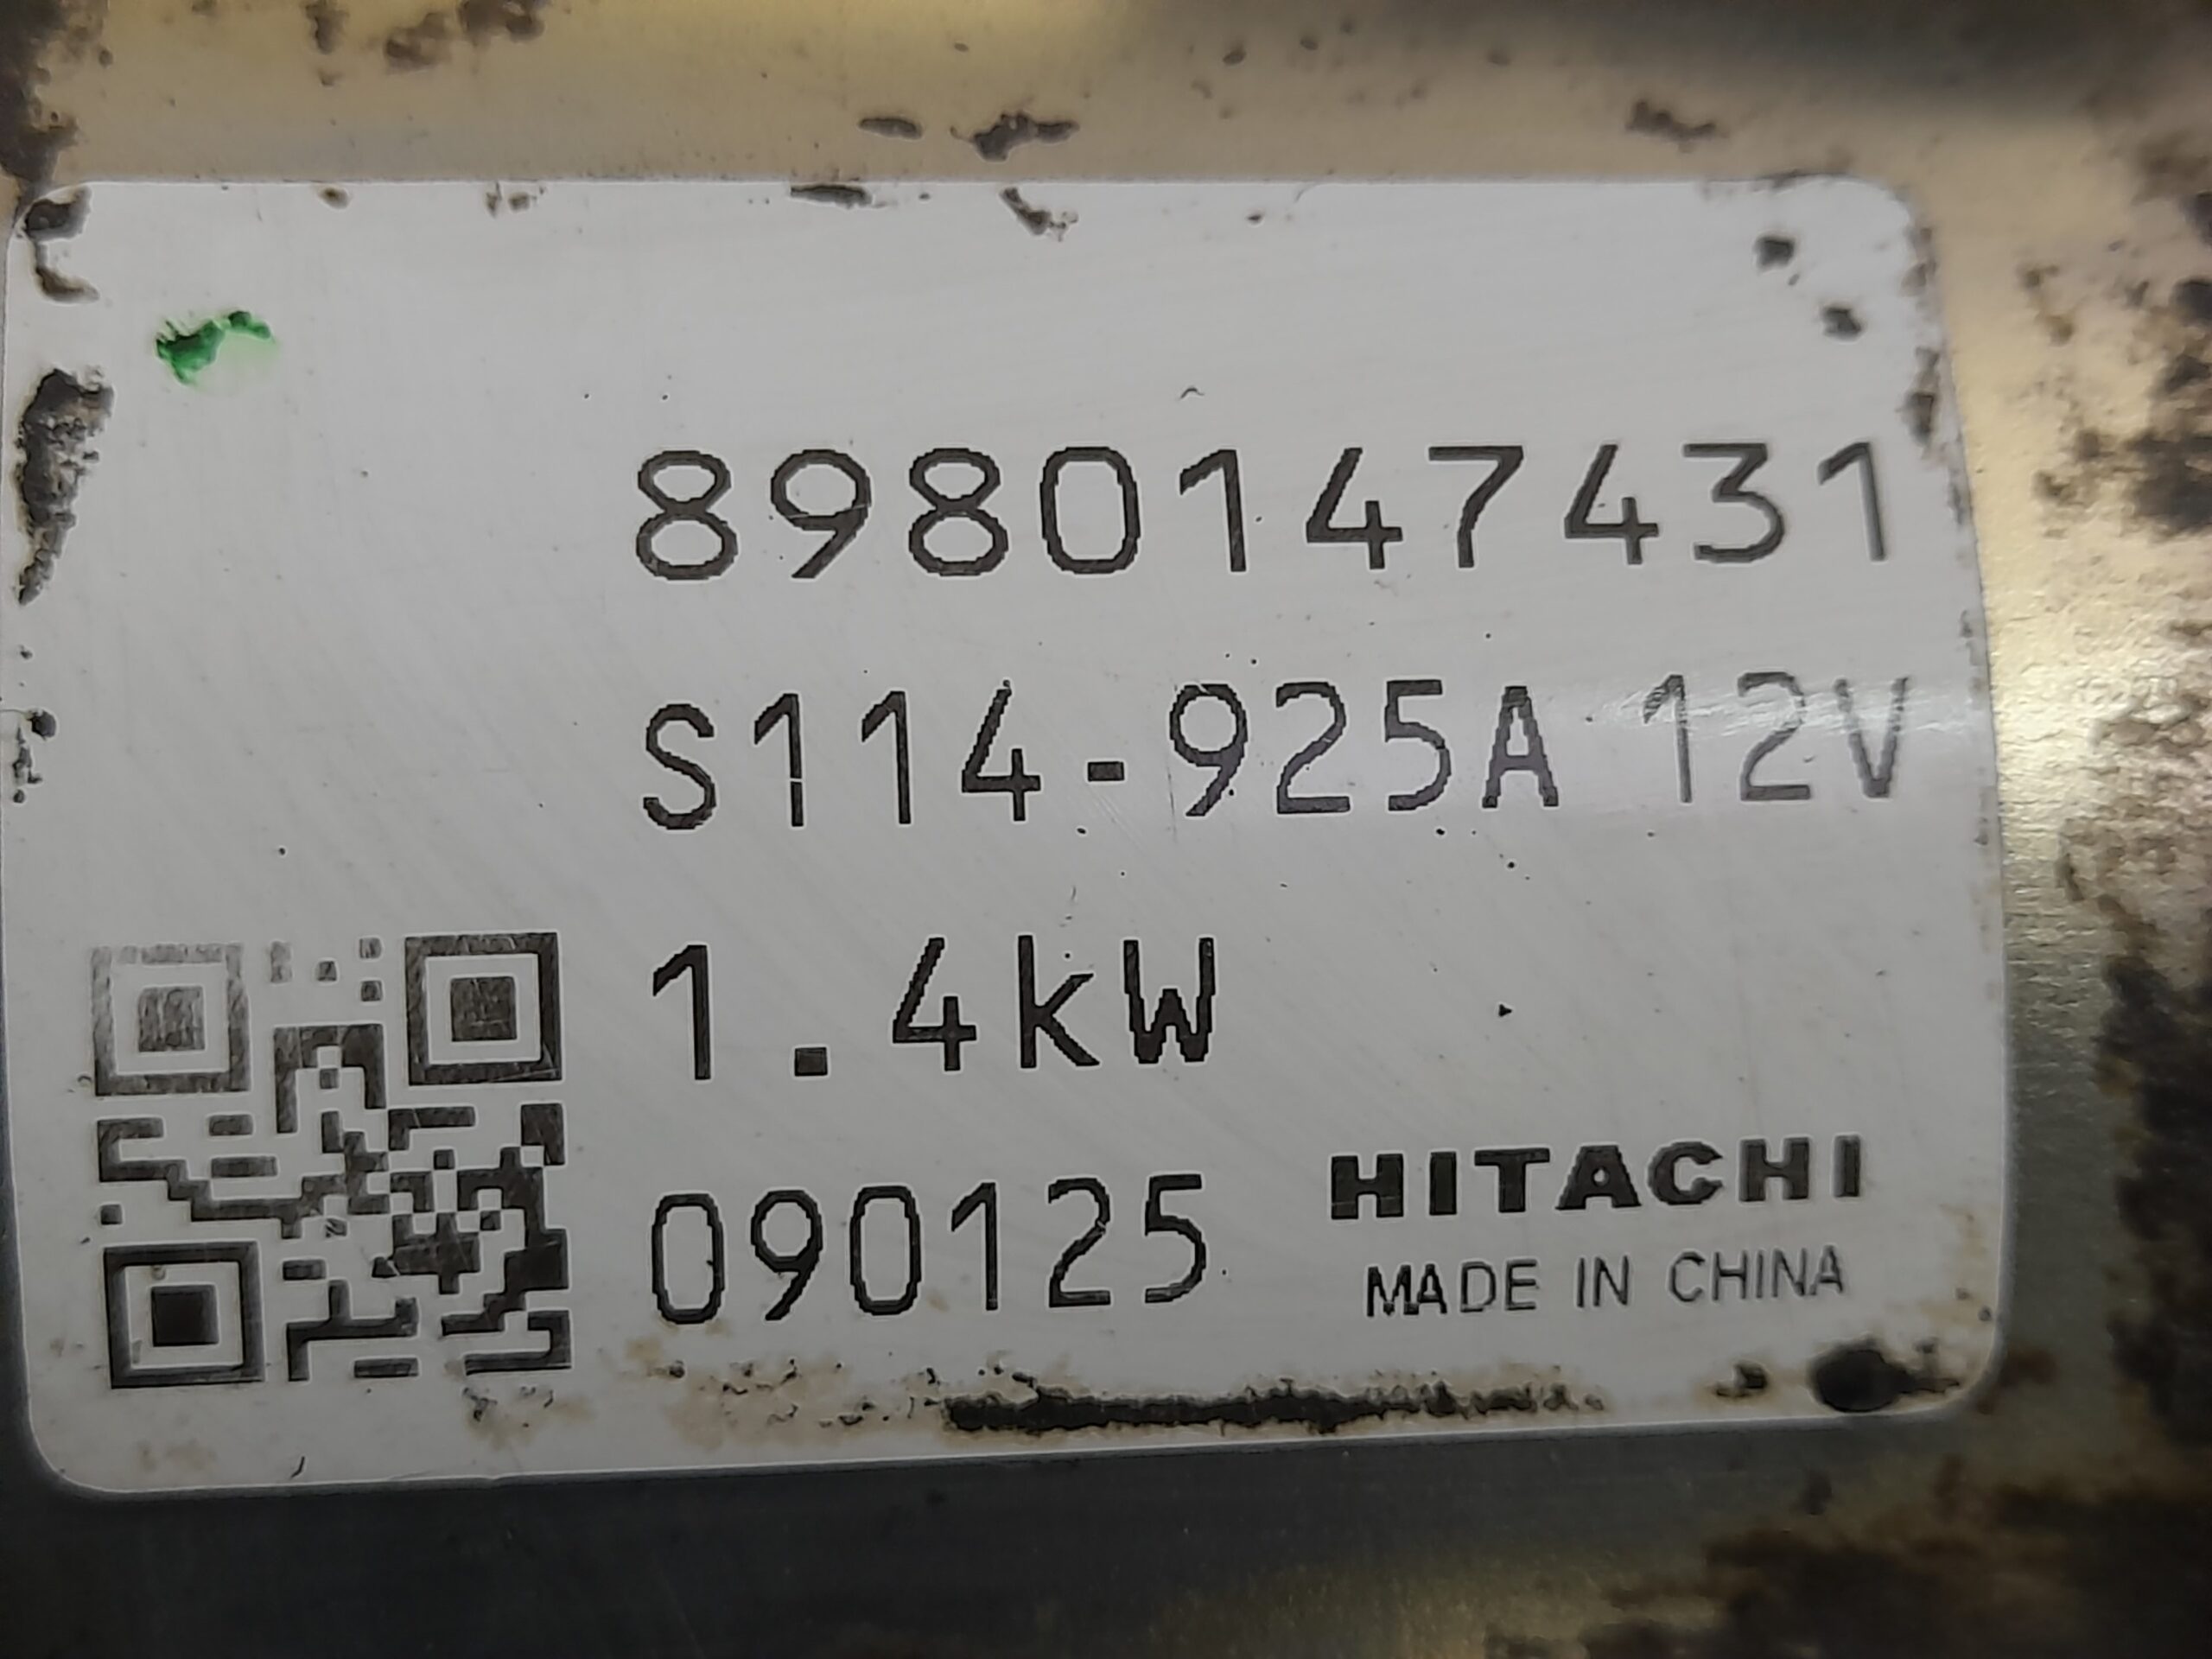 8980147431
S114-925A 12V
1.4kW
090125
HITACHI
MADE IN CHINA